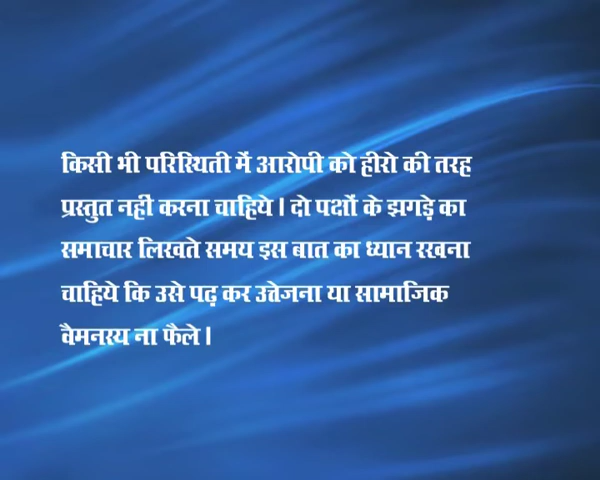 किसी भी परिस्थिती में आरोपी को हीरो की तरह
प्रस्तुत नहीं करना चाहिये । दो पक्षों के झगड़े का
समाचार लिखते समय इस बात का ध्यान रखना
चाहिये कि उसे पढ़ कर उत्तेजना या सामाजिक
वैमनस्य ना फैले ।